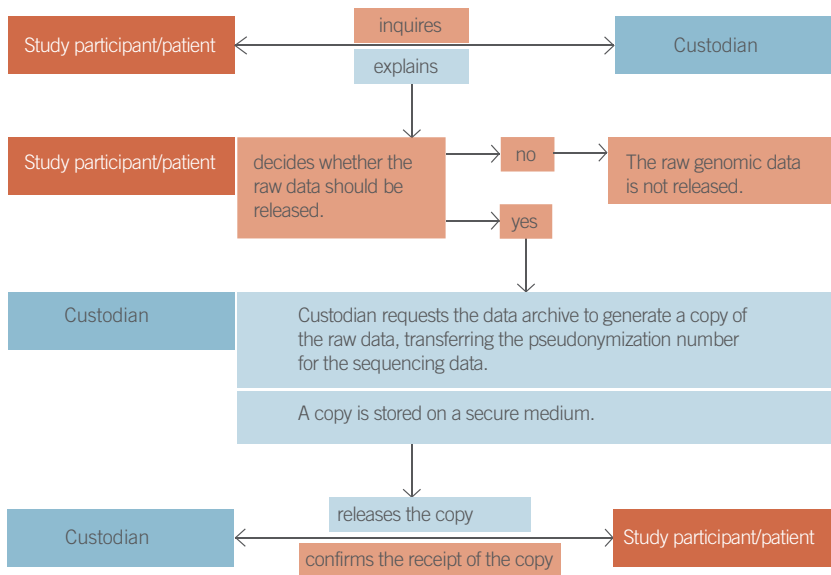 inquires
Study participant/patient
Custodian
explains
Study participant/patient
decides whether the
raw data should be
released.
no
The raw genomic data
is not released.
yes
Custodian
Custodian requests the data archive to generate a copy of
the raw data, transferring the pseudonymization number
for the sequencing data.
A copy is stored on a secure medium.
releases the copy
Custodian
Study participant/patient
confirms the receipt of the copy